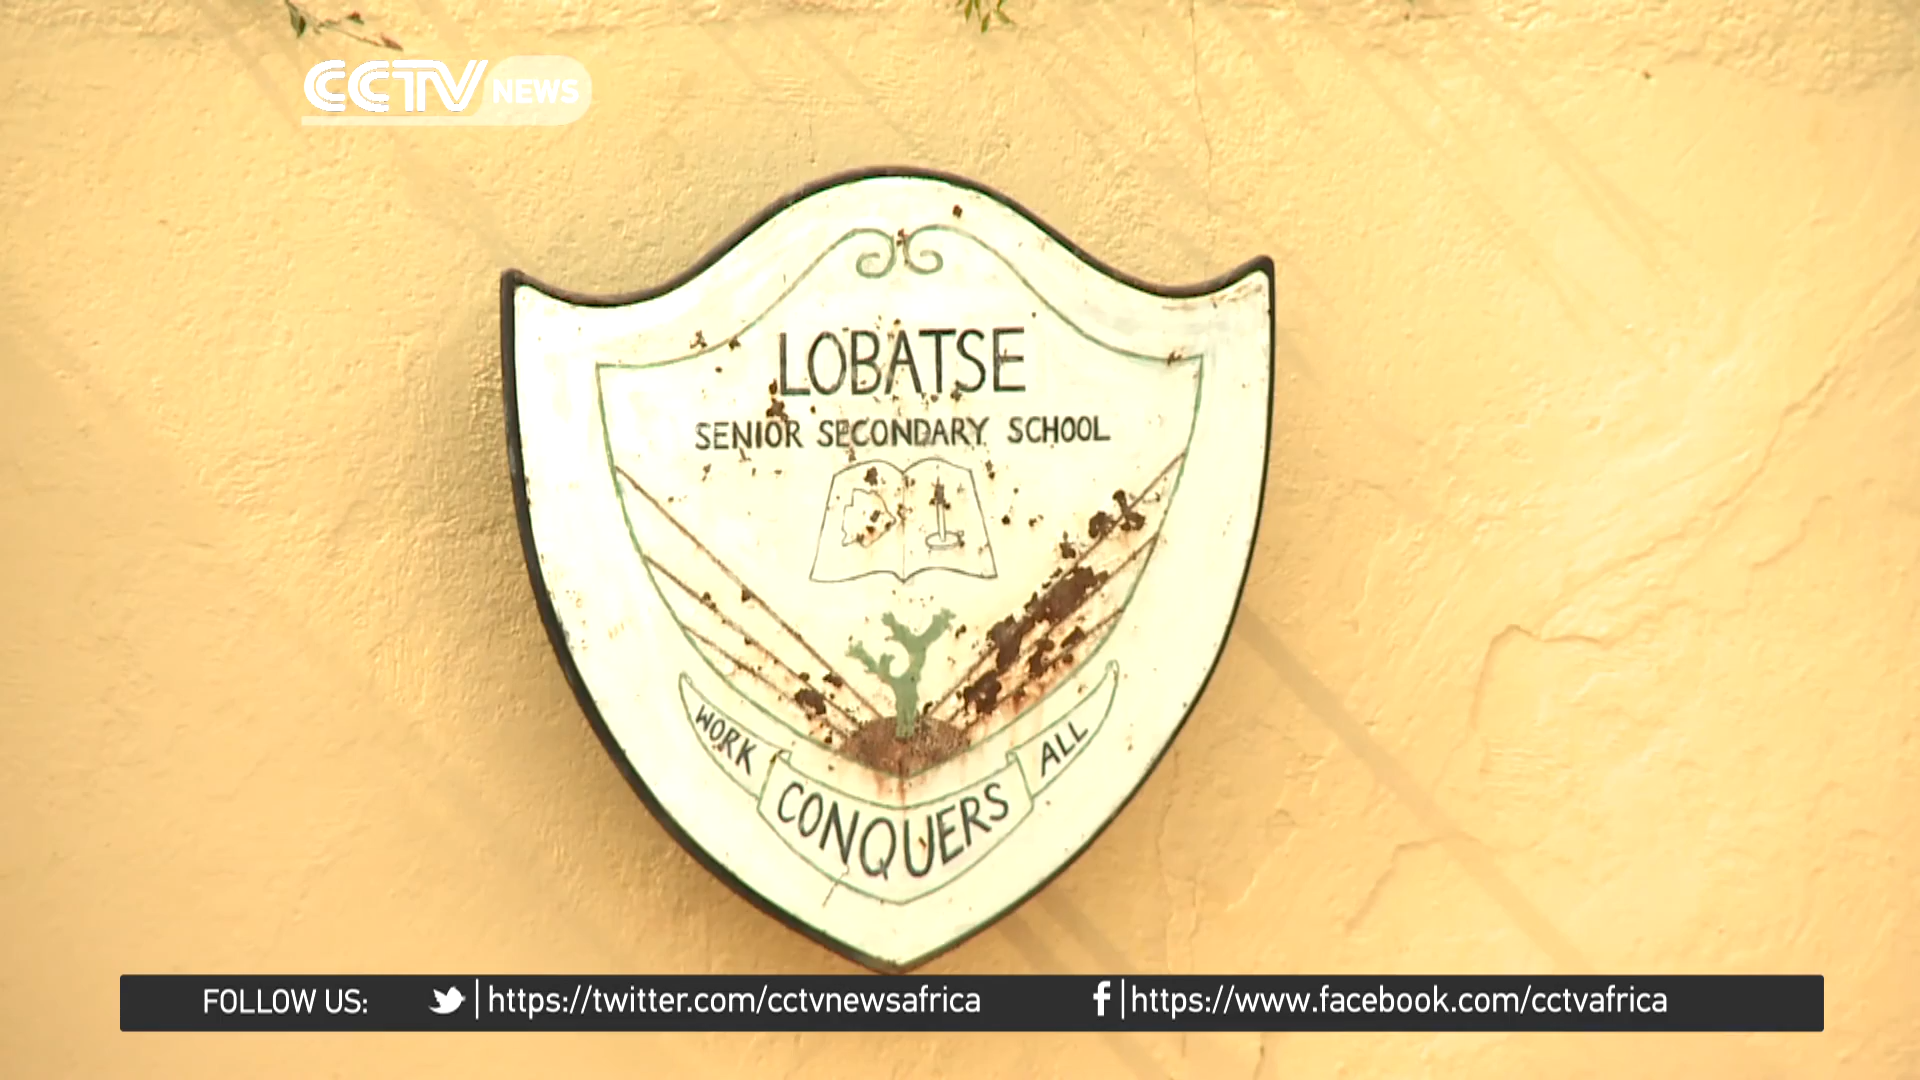 CCTV NEWS
LOBATSE
SENIOR SECONDARY SCHOOL
WORK CONQUERS ALL
FOLLOW US: https://twitter.com/cctvnewsafrica https://www.facebook.com/cctvafrica